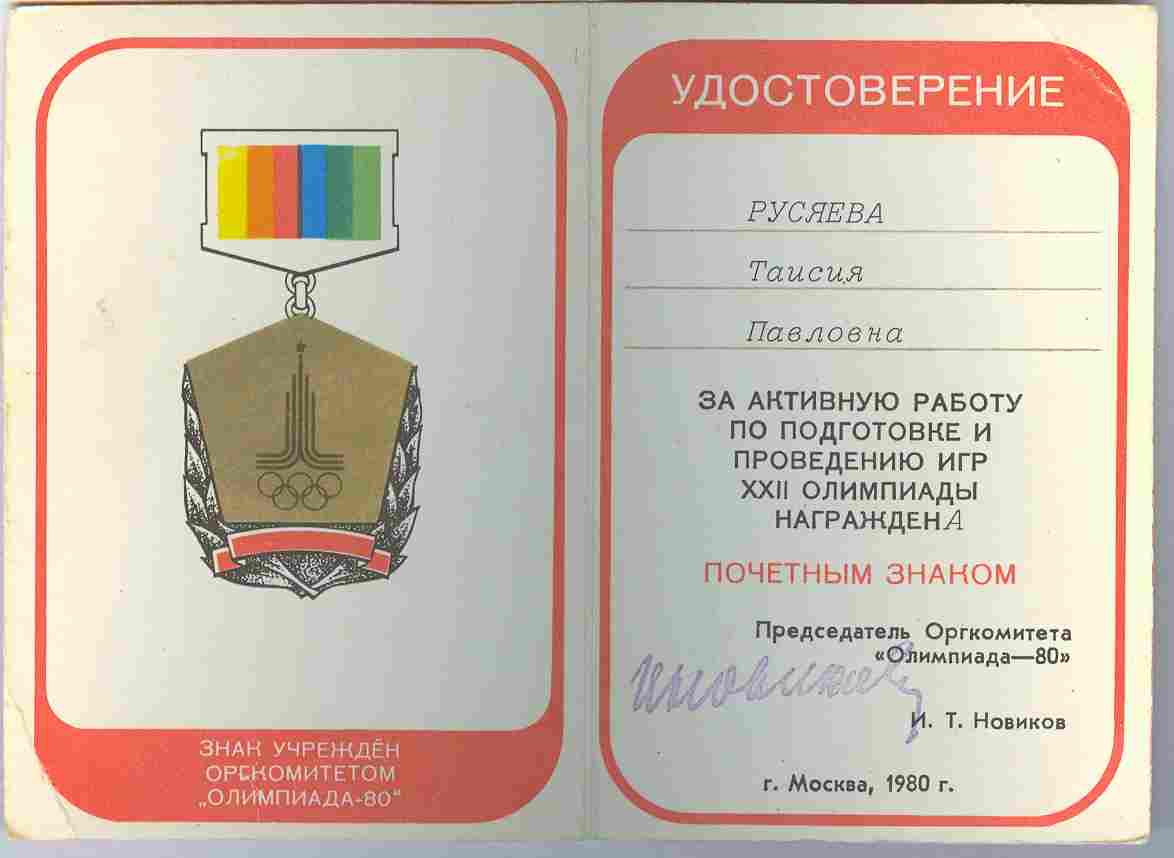 ЗНАК УЧРЕЖДЁН
ОРГКОМИТЕТОМ
„ОЛИМПИАДА-80“
УДОСТОВЕРЕНИЕ
РУСЯЕВА
Таисия
Павловна
ЗА АКТИВНУЮ РАБОТУ
ПО ПОДГОТОВКЕ И
ПРОВЕДЕНИЮ ИГР
XXII ОЛИМПИАДЫ
НАГРАЖДЕНА
ПОЧЕТНЫМ ЗНАКОМ
Председатель Оргкомитета
«Олимпиада—80»
И. Т. Новиков
г. Москва, 1980 г.